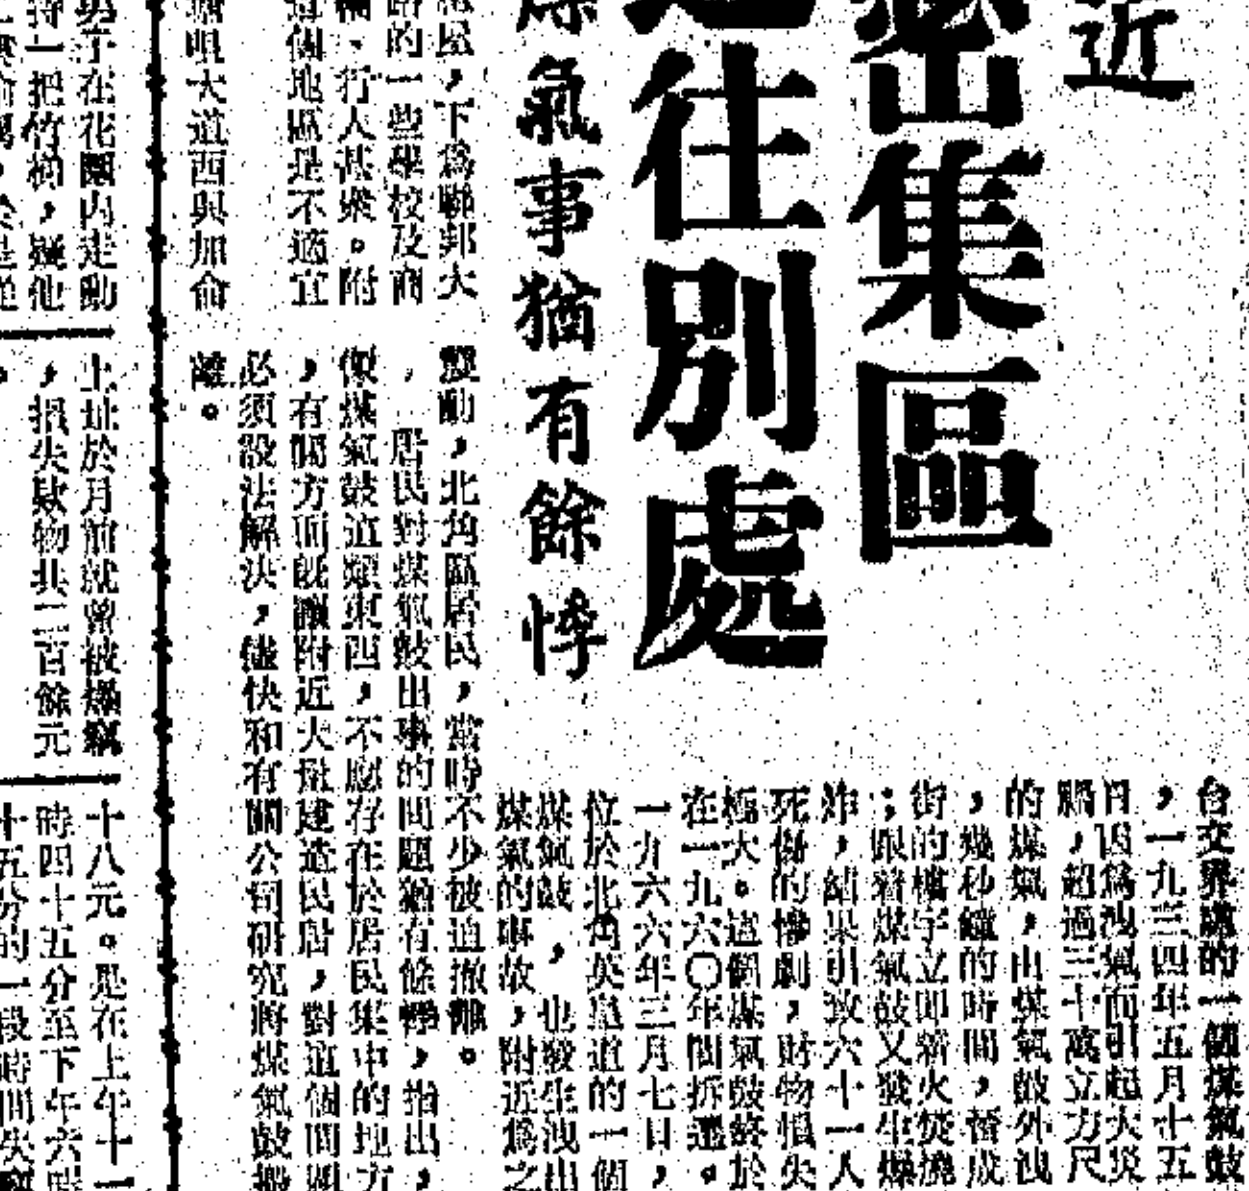 近
密集區
往別處
煤氣事猶有餘悸
台交界處的一個煤氣鼓
，一九三四年五月十五
日因為洩氣而引起大災
禍，超過三十萬立方尺
的煤氣，由煤氣鼓外洩
，幾秒鐘的時間，普成
街的樓宇立即着火焚燒
；跟着煤氣鼓又發生爆
炸，結果引致六十一人
死傷的慘劇，財物損失
極大。這個煤氣鼓終於
在一九六〇年間拆遷。
一九六六年三月七日，
位於北角英皇道的一個
煤氣鼓，也發生洩出
煤氣的事故，附近為之
下為聯邦大
路的一些學校及商
、行人甚衆。附
這個地區是不適宜
震動，北角區居民，當時不少被迫撤離。
居民對煤氣鼓出事的問題猶有餘悸，指出，
像煤氣鼓這類東西，不應存在於居民集中的地方
，有關方面既讓附近大量建造民居，對這個問題
必須設法解決，儘快和有關公司研究將煤氣鼓搬
離。
咀大道西與加侖
男子在花園內走動
持一把竹梯，疑他
上址於月前就曾被爆竊
，損失款物共二百餘元
十八元。是在上午十一
時四十五分至下午六時
十五分的一段時間失竊